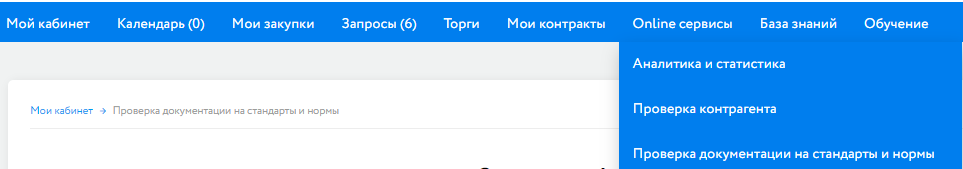 Мой кабинет Календарь (0) Мои закупки Запросы (6) Торги Мои контракты Online сервисы База знаний Обучение
Аналитика и статистика
Проверка контрагента
Проверка документации на стандарты и нормы
Мои кабинет → Проверка документации на стандарты и нормы